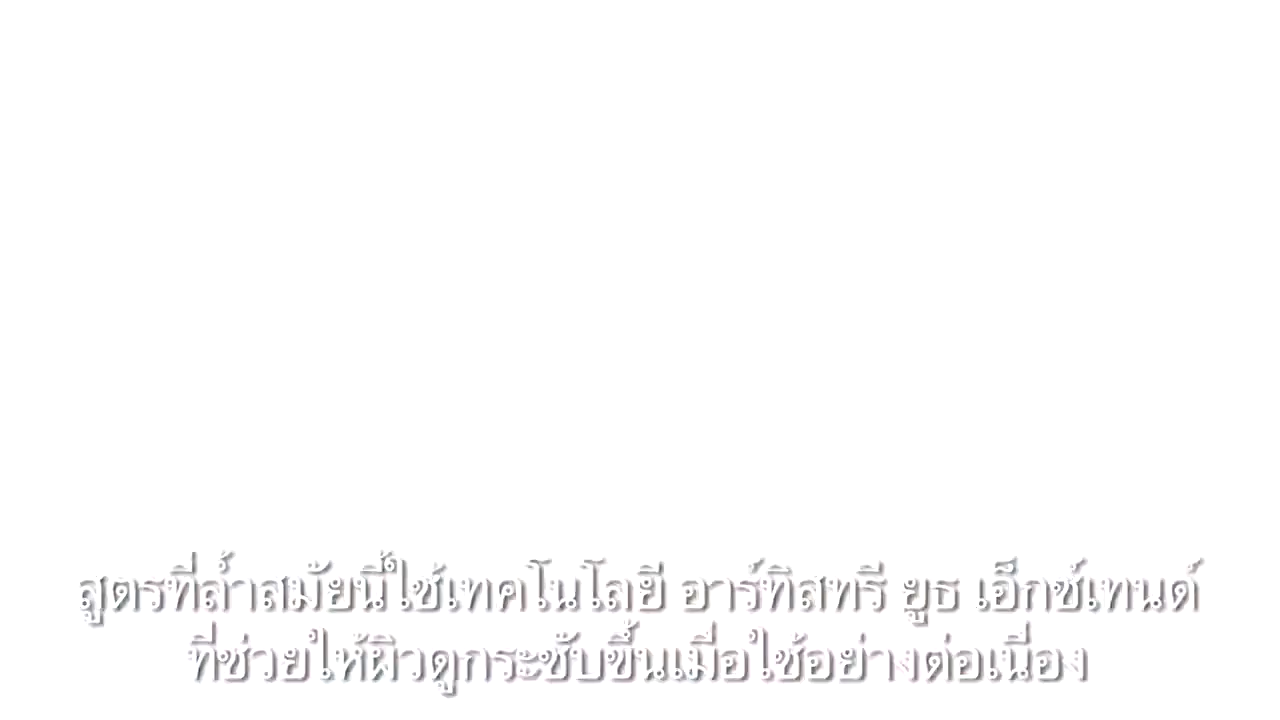 สูตรที่ล้ำสมัยนี้ใช้เทคโนโลยี อาร์ทิสทรี ยูธ เอ็กซ์เทนด์
ที่ช่วยให้ผิวดูกระชับขึ้นเมื่อใช้อย่างต่อเนื่อง